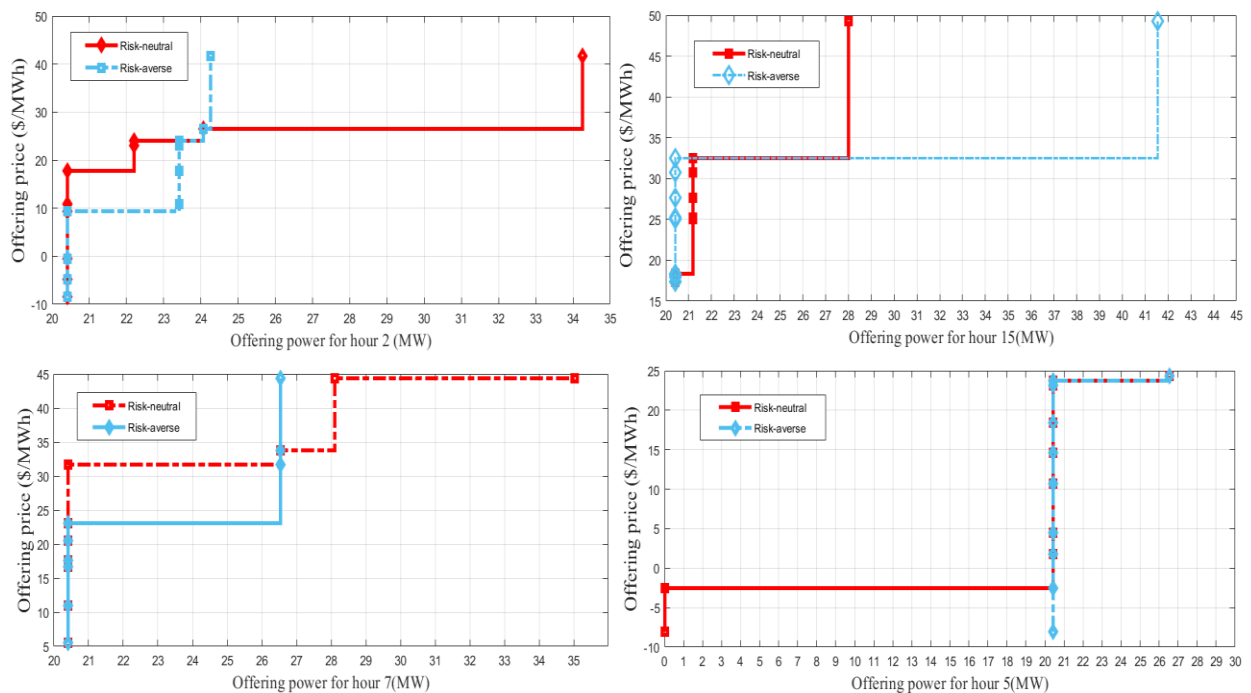 Offering price ($/MWh)
50
40
30
20
10
0
-10
Risk-neutral
Risk-averse
20 21 22 23 24 25 26 27 28 29 30 31 32 33 34 35
Offering power for hour 2 (MW)
Offering price ($/MWh)
50
45
40
35
30
25
20
15
Risk-neutral
Risk-averse
20 21 22 23 24 25 26 27 28 29 30 31 32 33 34 35 36 37 38 39 40 41 42 43 44 45
Offering power for hour 15(MW)
Offering price ($/MWh)
45
40
35
30
25
20
15
10
5
Risk-neutral
Risk-averse
20 21 22 23 24 25 26 27 28 29 30 31 32 33 34 35
Offering power for hour 7(MW)
Offering price ($/MWh)
25
20
15
10
5
0
-5
-10
Risk-neutral
Risk-averse
0 1 2 3 4 5 6 7 8 9 10 11 12 13 14 15 16 17 18 19 20 21 22 23 24 25 26 27 28 29 30
Offering power for hour 5(MW)